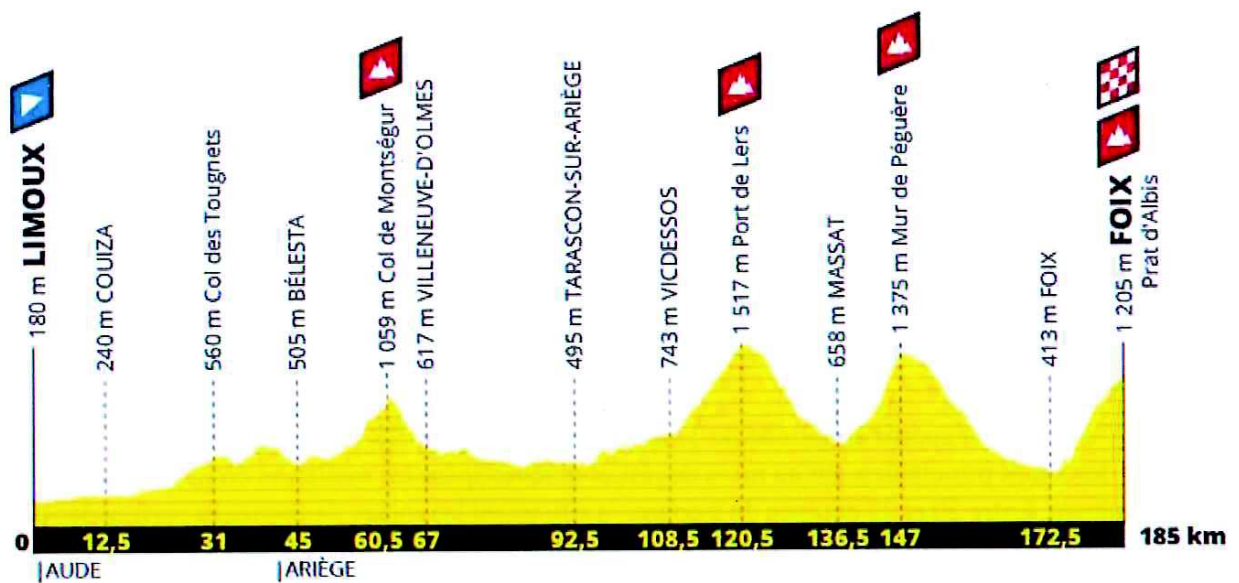 180 m LIMOUX
240 m COUIZA
560 m Col des Tougnets
505 m BÉLESTA
1 059 m Col de Montségur
617 m VILLENEUVE-D'OLMES
495 m TARASCON-SUR-ARIÈGE
743 m VICDESSOS
1 517 m Port de Lers
658 m MASSAT
1 375 m Mur de Péguère
413 m FOIX
1 205 m FOIX
Prat d'Albis
0 12,5 31 45 60,5 67 92,5 108,5 120,5 136,5 147 172,5 185 km
|AUDE |ARIÈGE